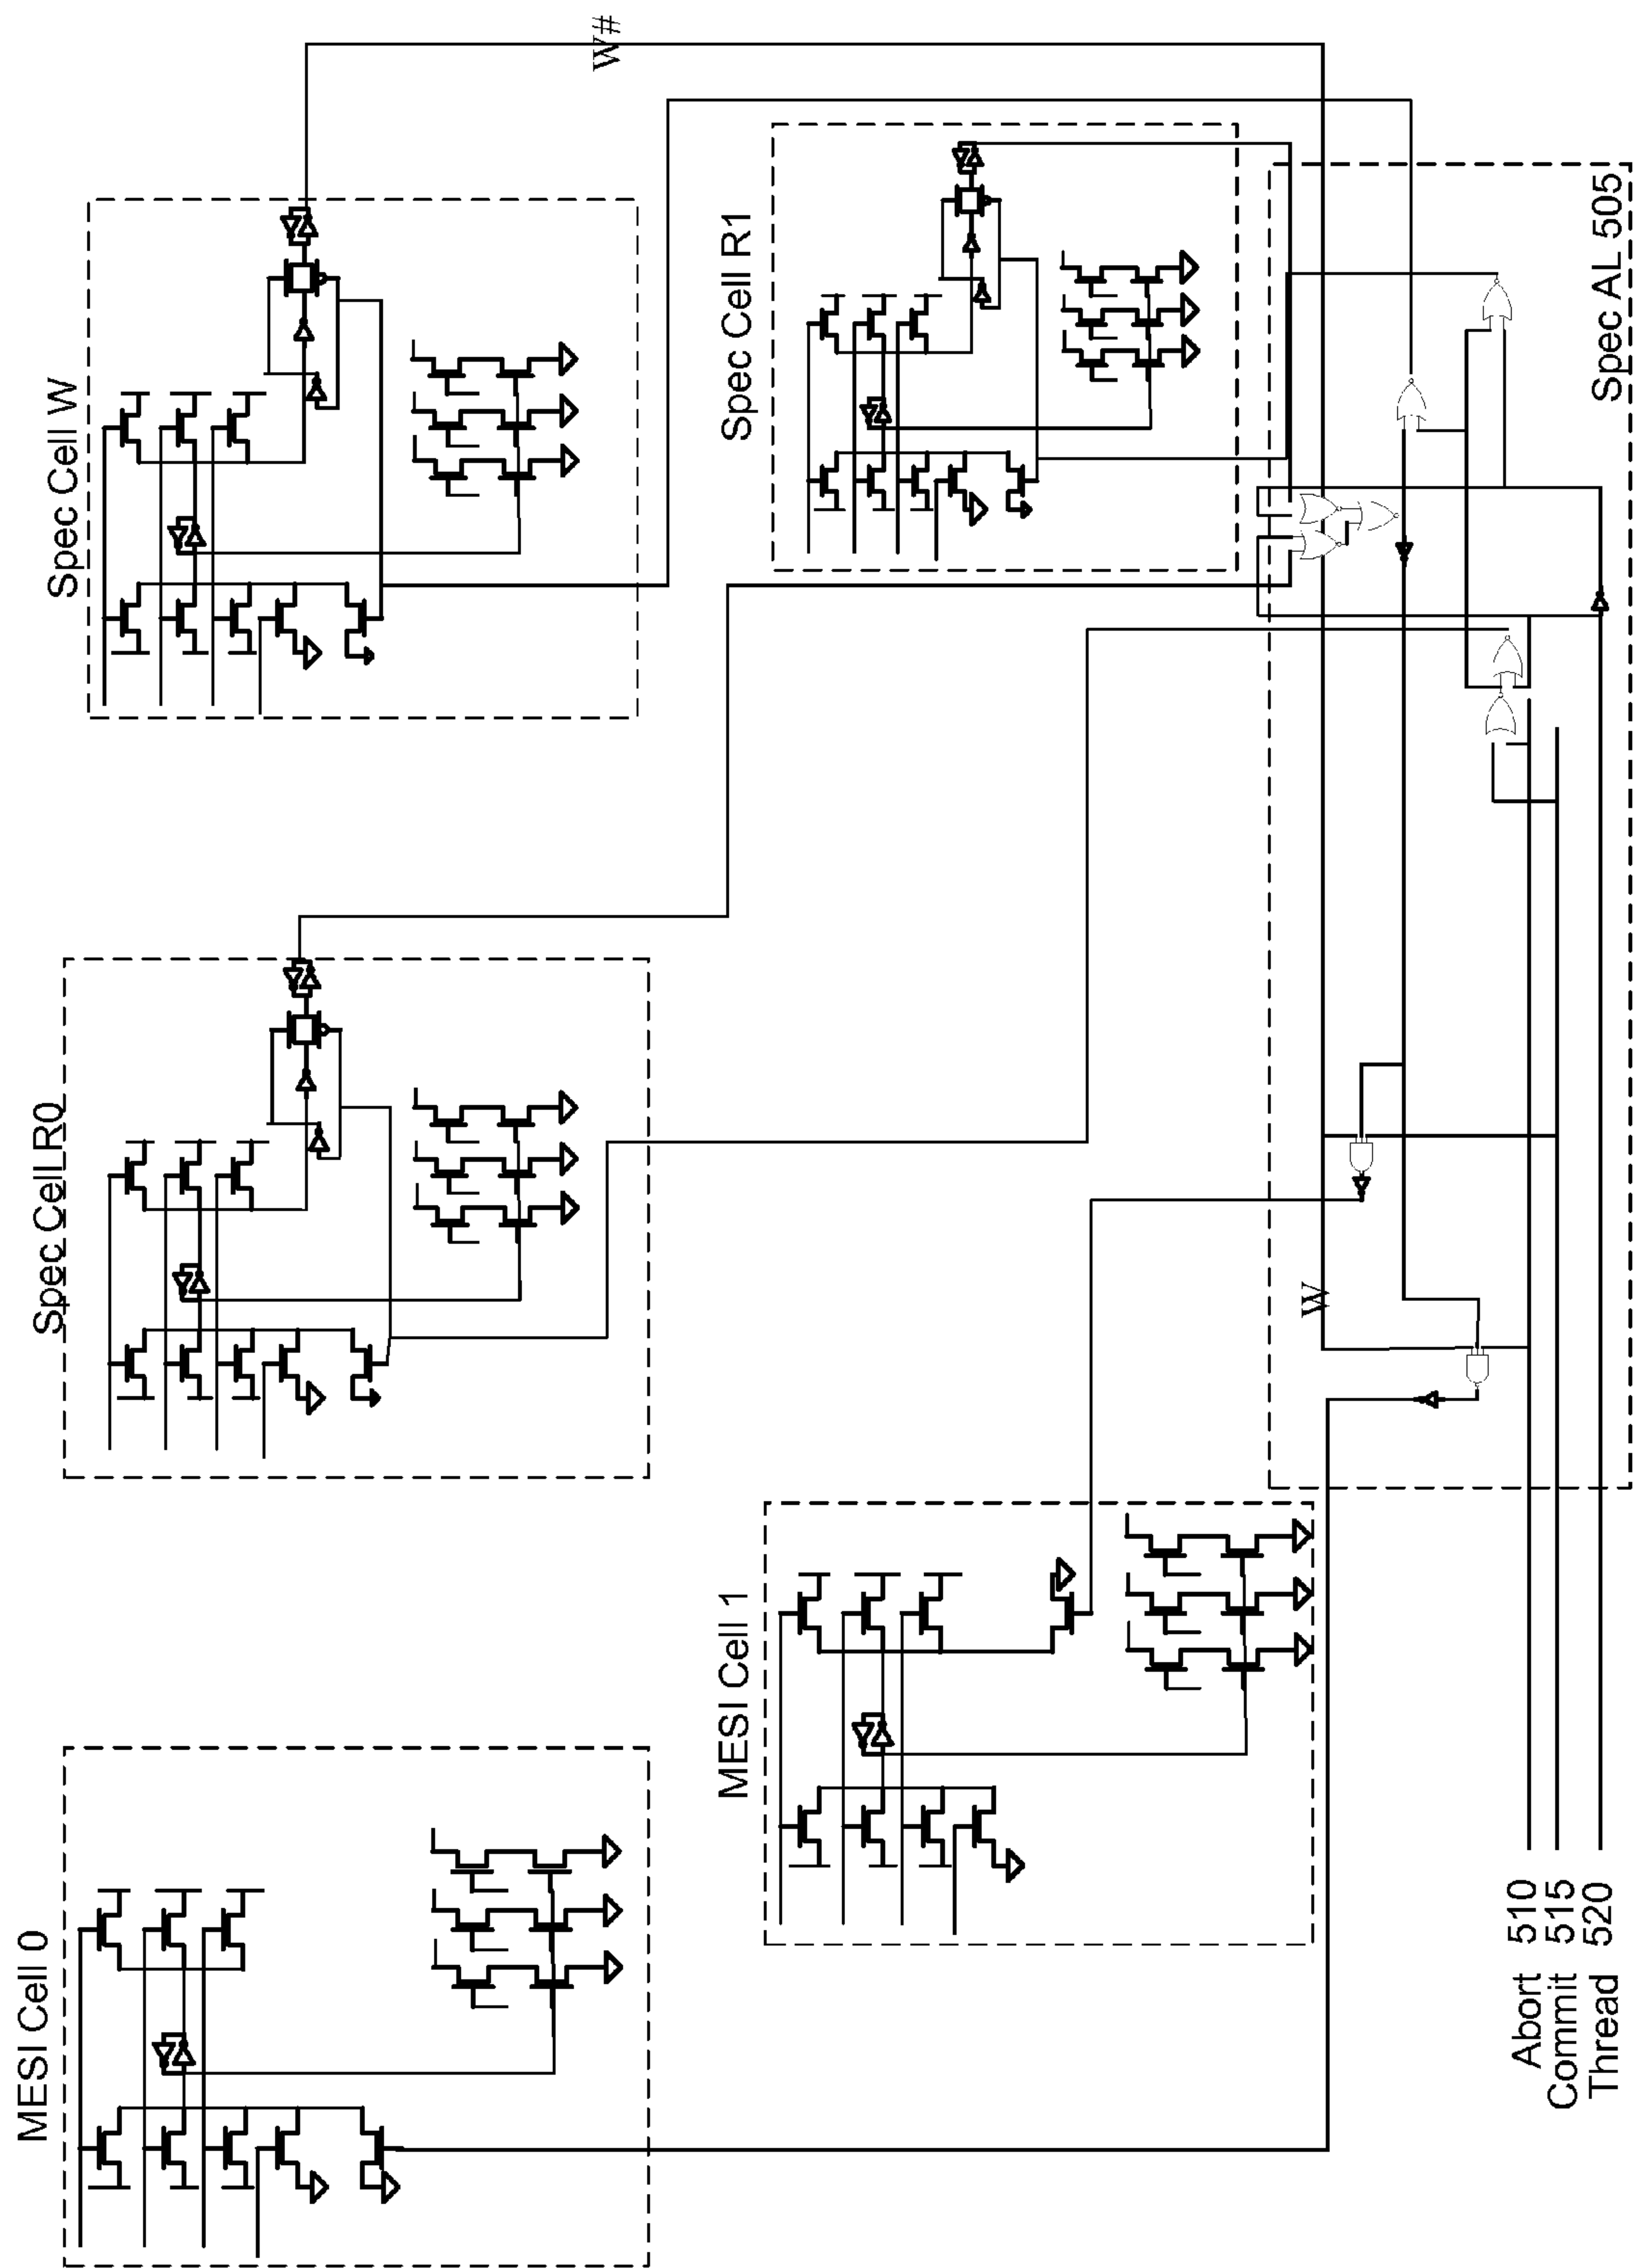 MESI Cell 0
Spec Cell R0
Spec Cell W
W#
MESI Cell 1
Spec Cell R1
W
Abort 510
Commit 515
Thread 520
Spec AL 505